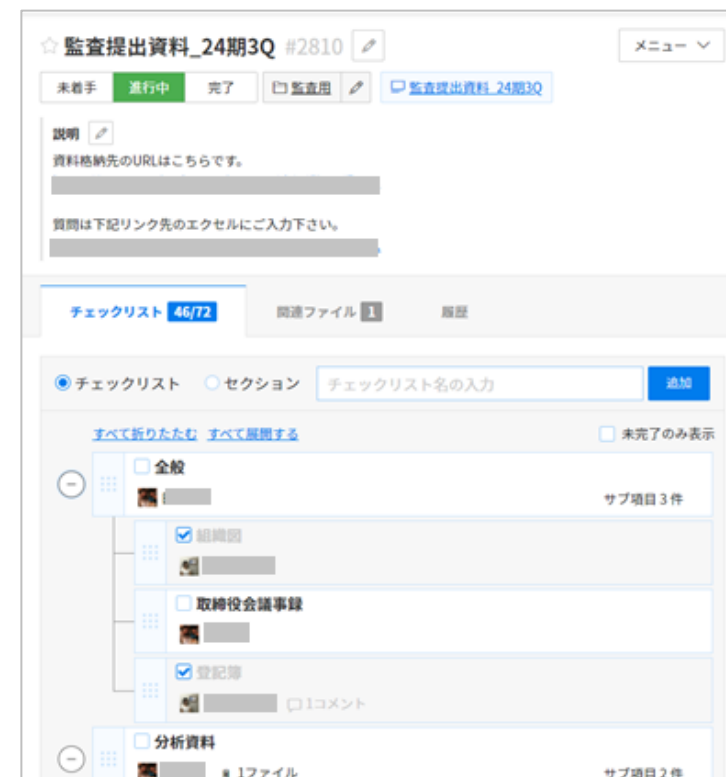 監査提出資料_24期3Q #2810
メニュー
未着手 進行中 完了 監査用 監査提出資料_24期3Q
説明
資料格納先のURLはこちらです。
質問は下記リンク先のエクセルにご入力下さい。
チェックリスト 46/72 関連ファイル 1 履歴
チェックリスト セクション チェックリスト名の入力 追加
すべて折りたたむ すべて展開する 未完了のみ表示
全般
サブ項目 3 件
組織図
取締役会議事録
登記簿
1コメント
分析資料
1ファイル サブ項目 2 件